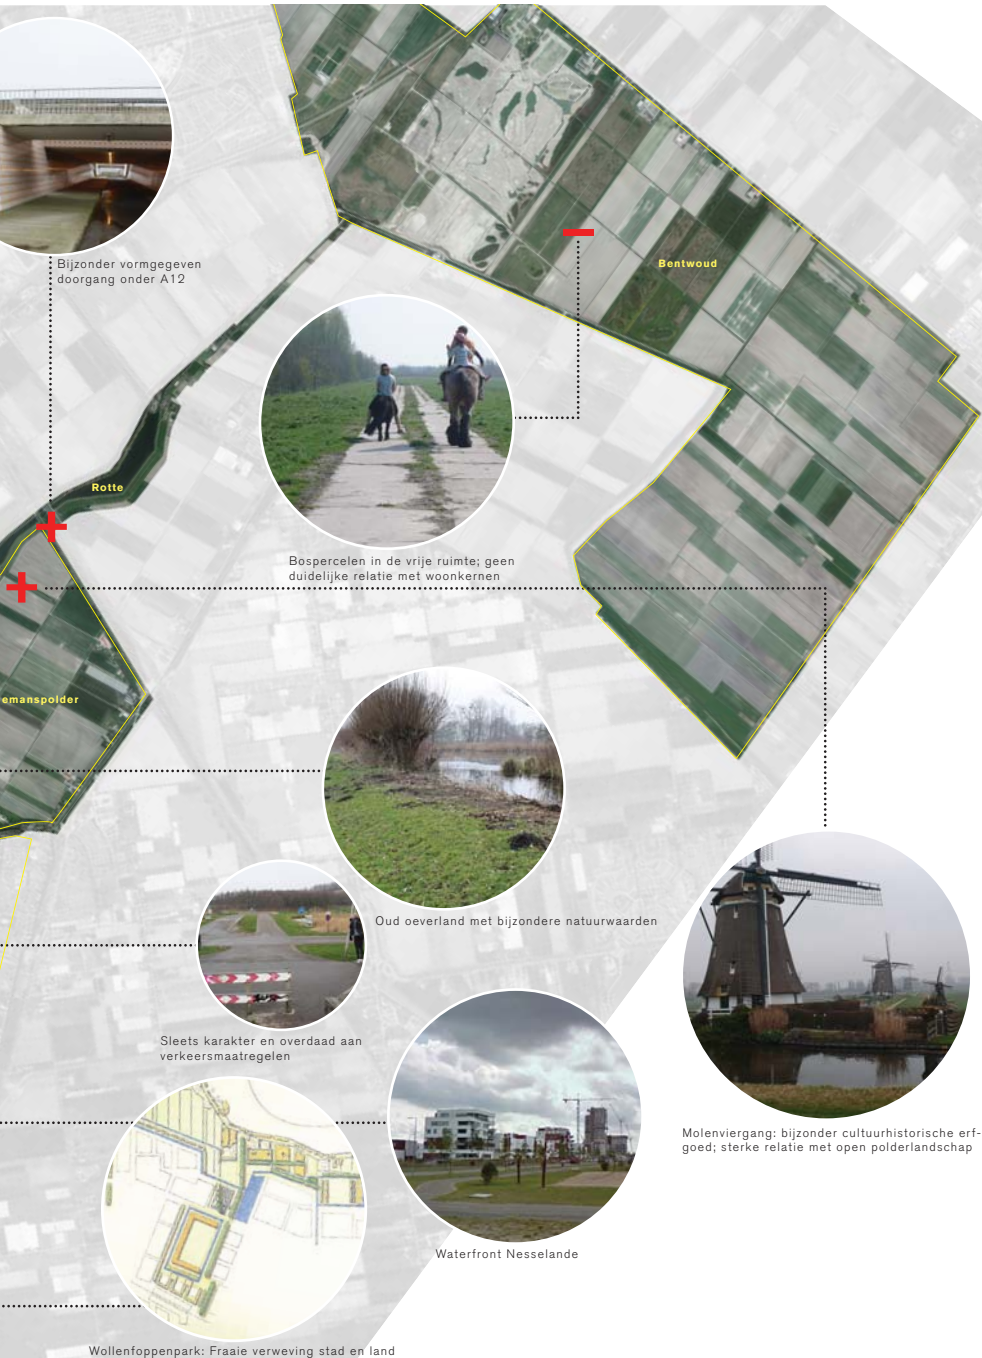 Bijzonder vormgegeven
doorgang onder A12
Bentwoud
Rotte
Bospercelen in de vrije ruimte; geen
duidelijke relatie met woonkernen
emanspolder
Oud oeverland met bijzondere natuurwaarden
Sleets karakter en overdaad aan
verkeersmaatregelen
Molenviergang: bijzonder cultuurhistorische erf-
goed; sterke relatie met open polderlandschap
Waterfront Nesselande
Wollenfoppenpark: Fraaie verweving stad en land